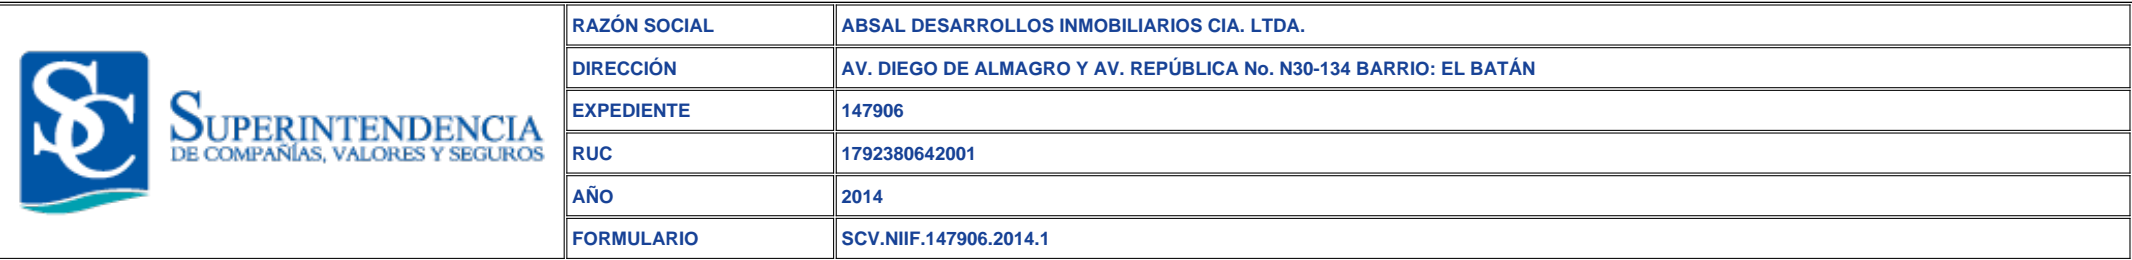 SC
SUPERINTENDENCIA
DE COMPAÑÍAS, VALORES Y SEGUROS
RAZÓN SOCIAL ABSAL DESARROLLOS INMOBILIARIOS CIA. LTDA.
DIRECCIÓN AV. DIEGO DE ALMAGRO Y AV. REPÚBLICA No. N30-134 BARRIO: EL BATÁN
EXPEDIENTE 147906
RUC 1792380642001
AÑO 2014
FORMULARIO SCV.NIIF.147906.2014.1